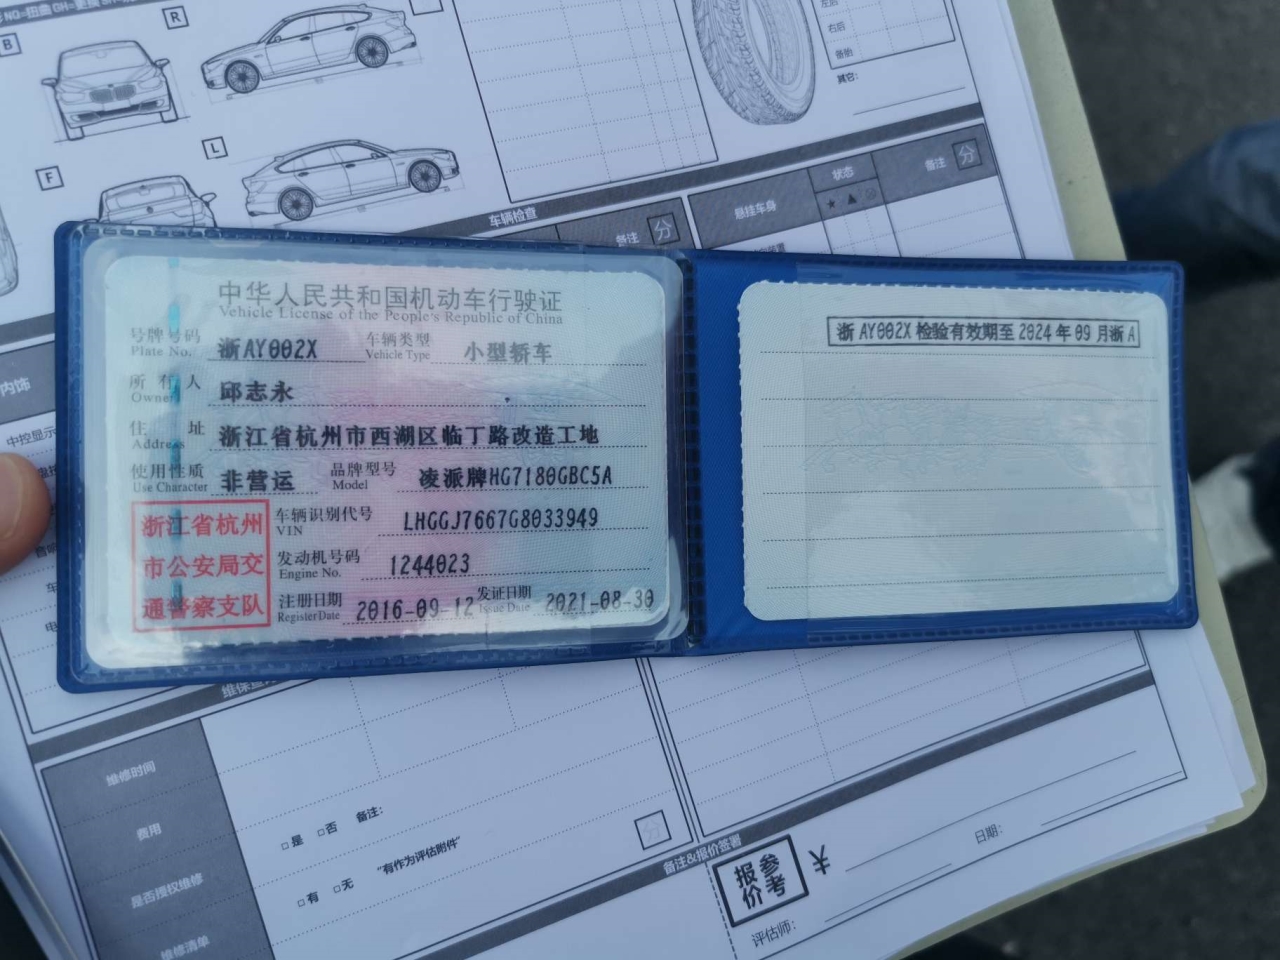 B
R
F
L
右后
备胎
其它:
车辆检查
备注 分
悬挂车身
状态
★ ▲
备注 分
内饰
中华人民共和国机动车行驶证
Vehicle License of the People's Republic of China
号牌号码 浙AY002X 车辆类型 小型轿车
Plate No. Vehicle Type
所有人 邱志永
Owner
住址 浙江省杭州市西湖区临丁路改造工地
Address
使用性质 非营运 品牌型号 凌派牌HG7180GBC5A
Use Character Model
浙江省杭州
市公安局交
通警察支队
车辆识别代号 LHGGJ7667G8033949
VIN
发动机号码 1244023
Engine No.
注册日期 2016-09-12 发证日期 2021-08-30
Register Date Issue Date
浙AY002X检验有效期至2024年09月浙A
维修时间
费用
□是 □否 备注:
是否授权维修
□有 □无 "有作为评估附件"
分
维修清单
备注&报价签署
参考
报价
日期:
评估师: